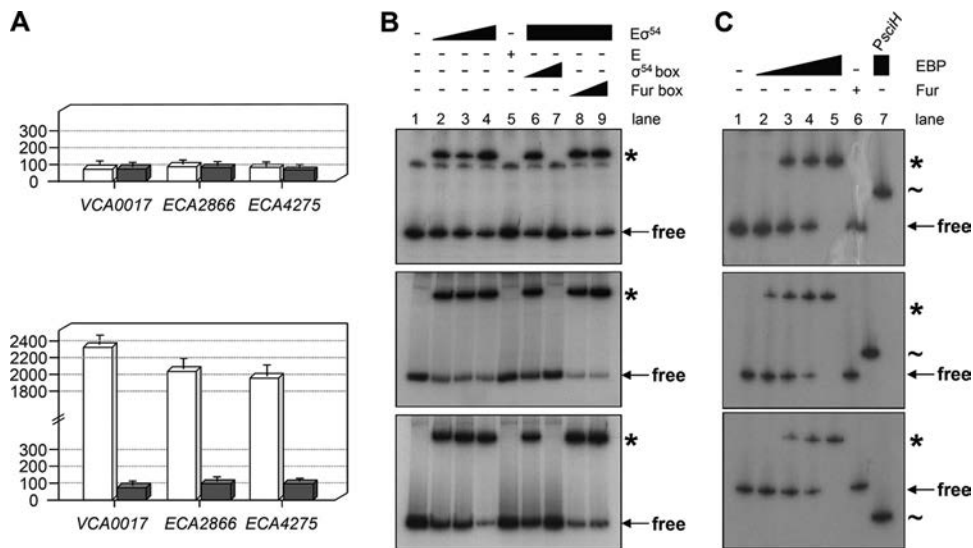 A
300
200
100
0
VCA0017 ECA2866 ECA4275
2400
2200
2000
1800
300
200
100
0
VCA0017 ECA2866 ECA4275
B
- - + - Eσ⁵⁴
- - - - + - - - - E
- - - - - - - σ⁵⁴ box
- - - - - - - Fur box
1 2 3 4 5 6 7 8 9 lane
*
free
*
free
*
free
C
PsciH
- - EBP
- - - - - + - Fur
1 2 3 4 5 6 7 lane
*
~
free
*
~
free
*
free
~